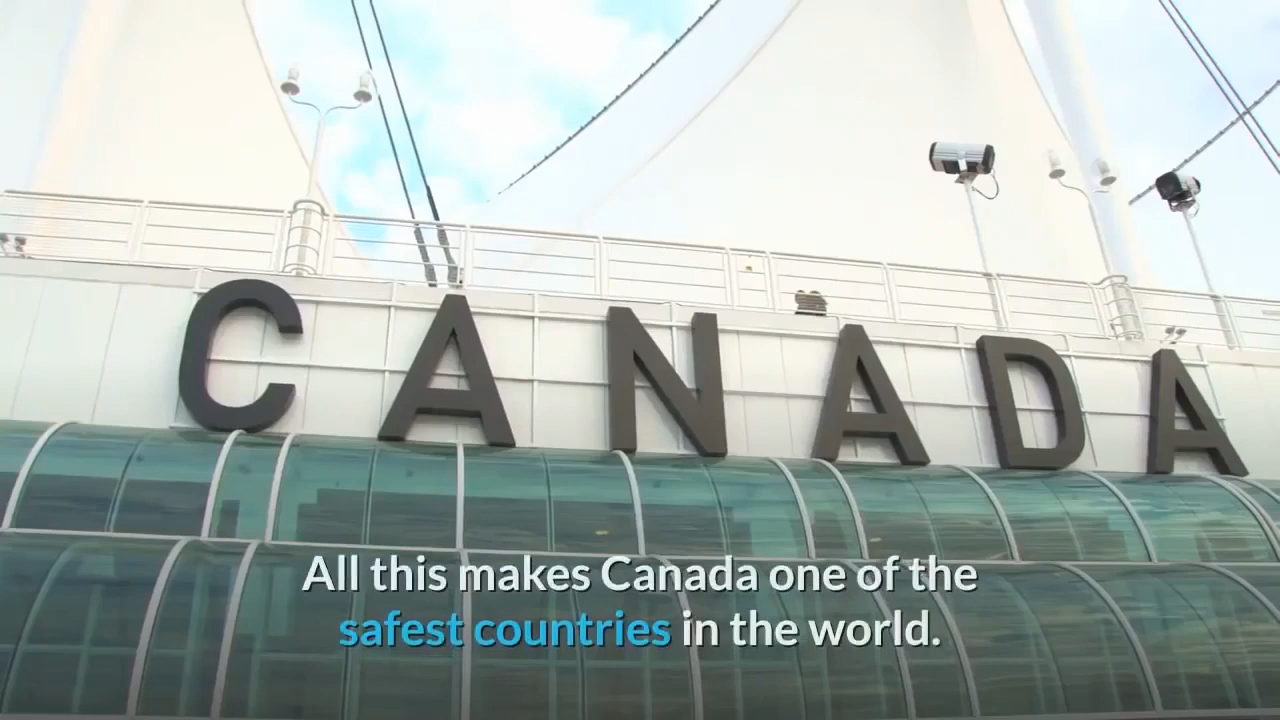 CANADA
All this makes Canada one of the
safest countries in the world.